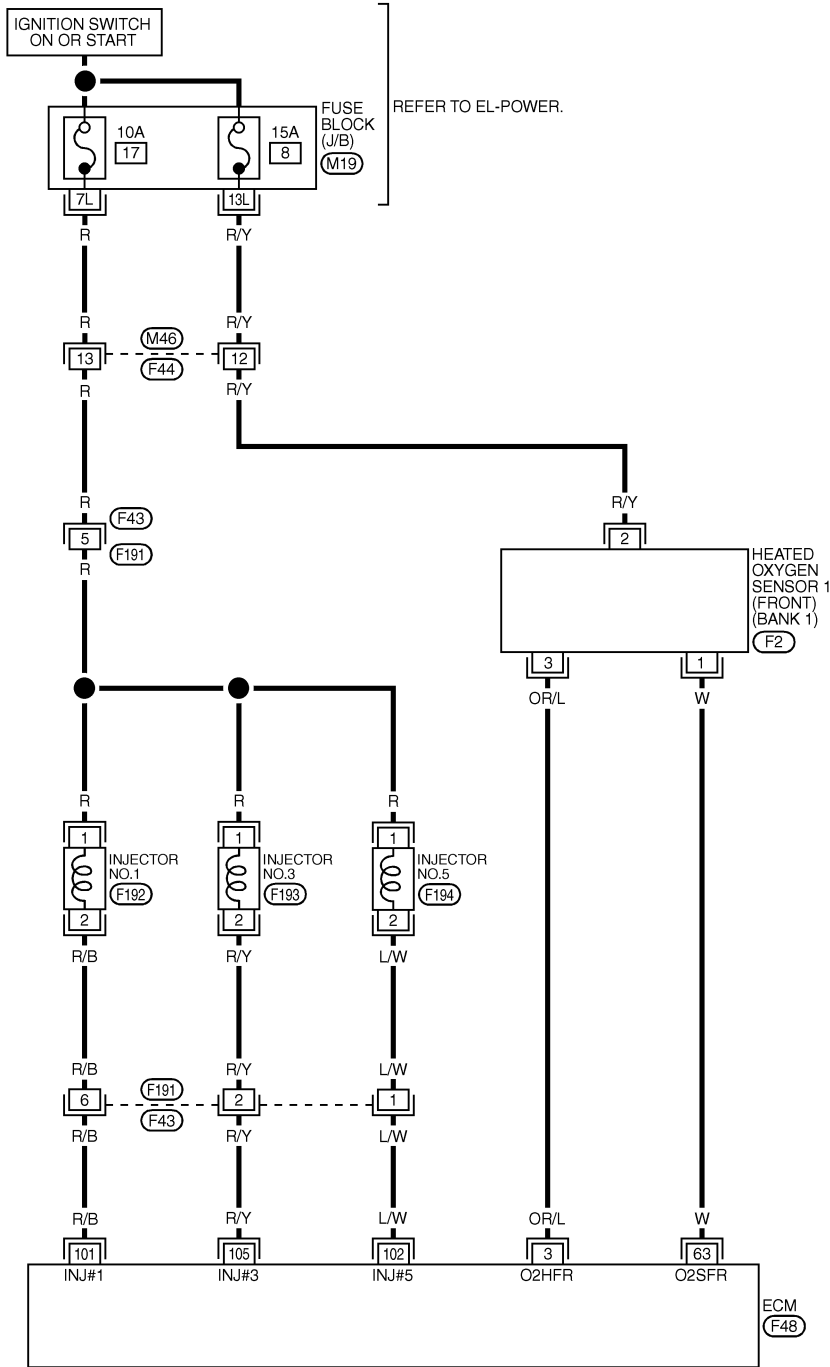 IGNITION SWITCH
ON OR START
REFER TO EL-POWER.
FUSE
BLOCK
(J/B)
M19
10A
17
15A
8
7L
13L
R
R/Y
R
R/Y
M46
13
12
F44
R
R/Y
R
F43
5
F191
R
R/Y
2
HEATED
OXYGEN
SENSOR 1
(FRONT)
(BANK 1)
F2
3
1
OR/L
W
R
R
R
1
1
1
INJECTOR
NO.1
F192
INJECTOR
NO.3
F193
INJECTOR
NO.5
F194
2
2
2
R/B
R/Y
L/W
R/B
R/Y
L/W
F191
6
2
1
F43
R/B
R/Y
L/W
R/B
R/Y
L/W
OR/L
W
101
105
102
3
63
INJ#1
INJ#3
INJ#5
O2HFR
O2SFR
ECM
F48